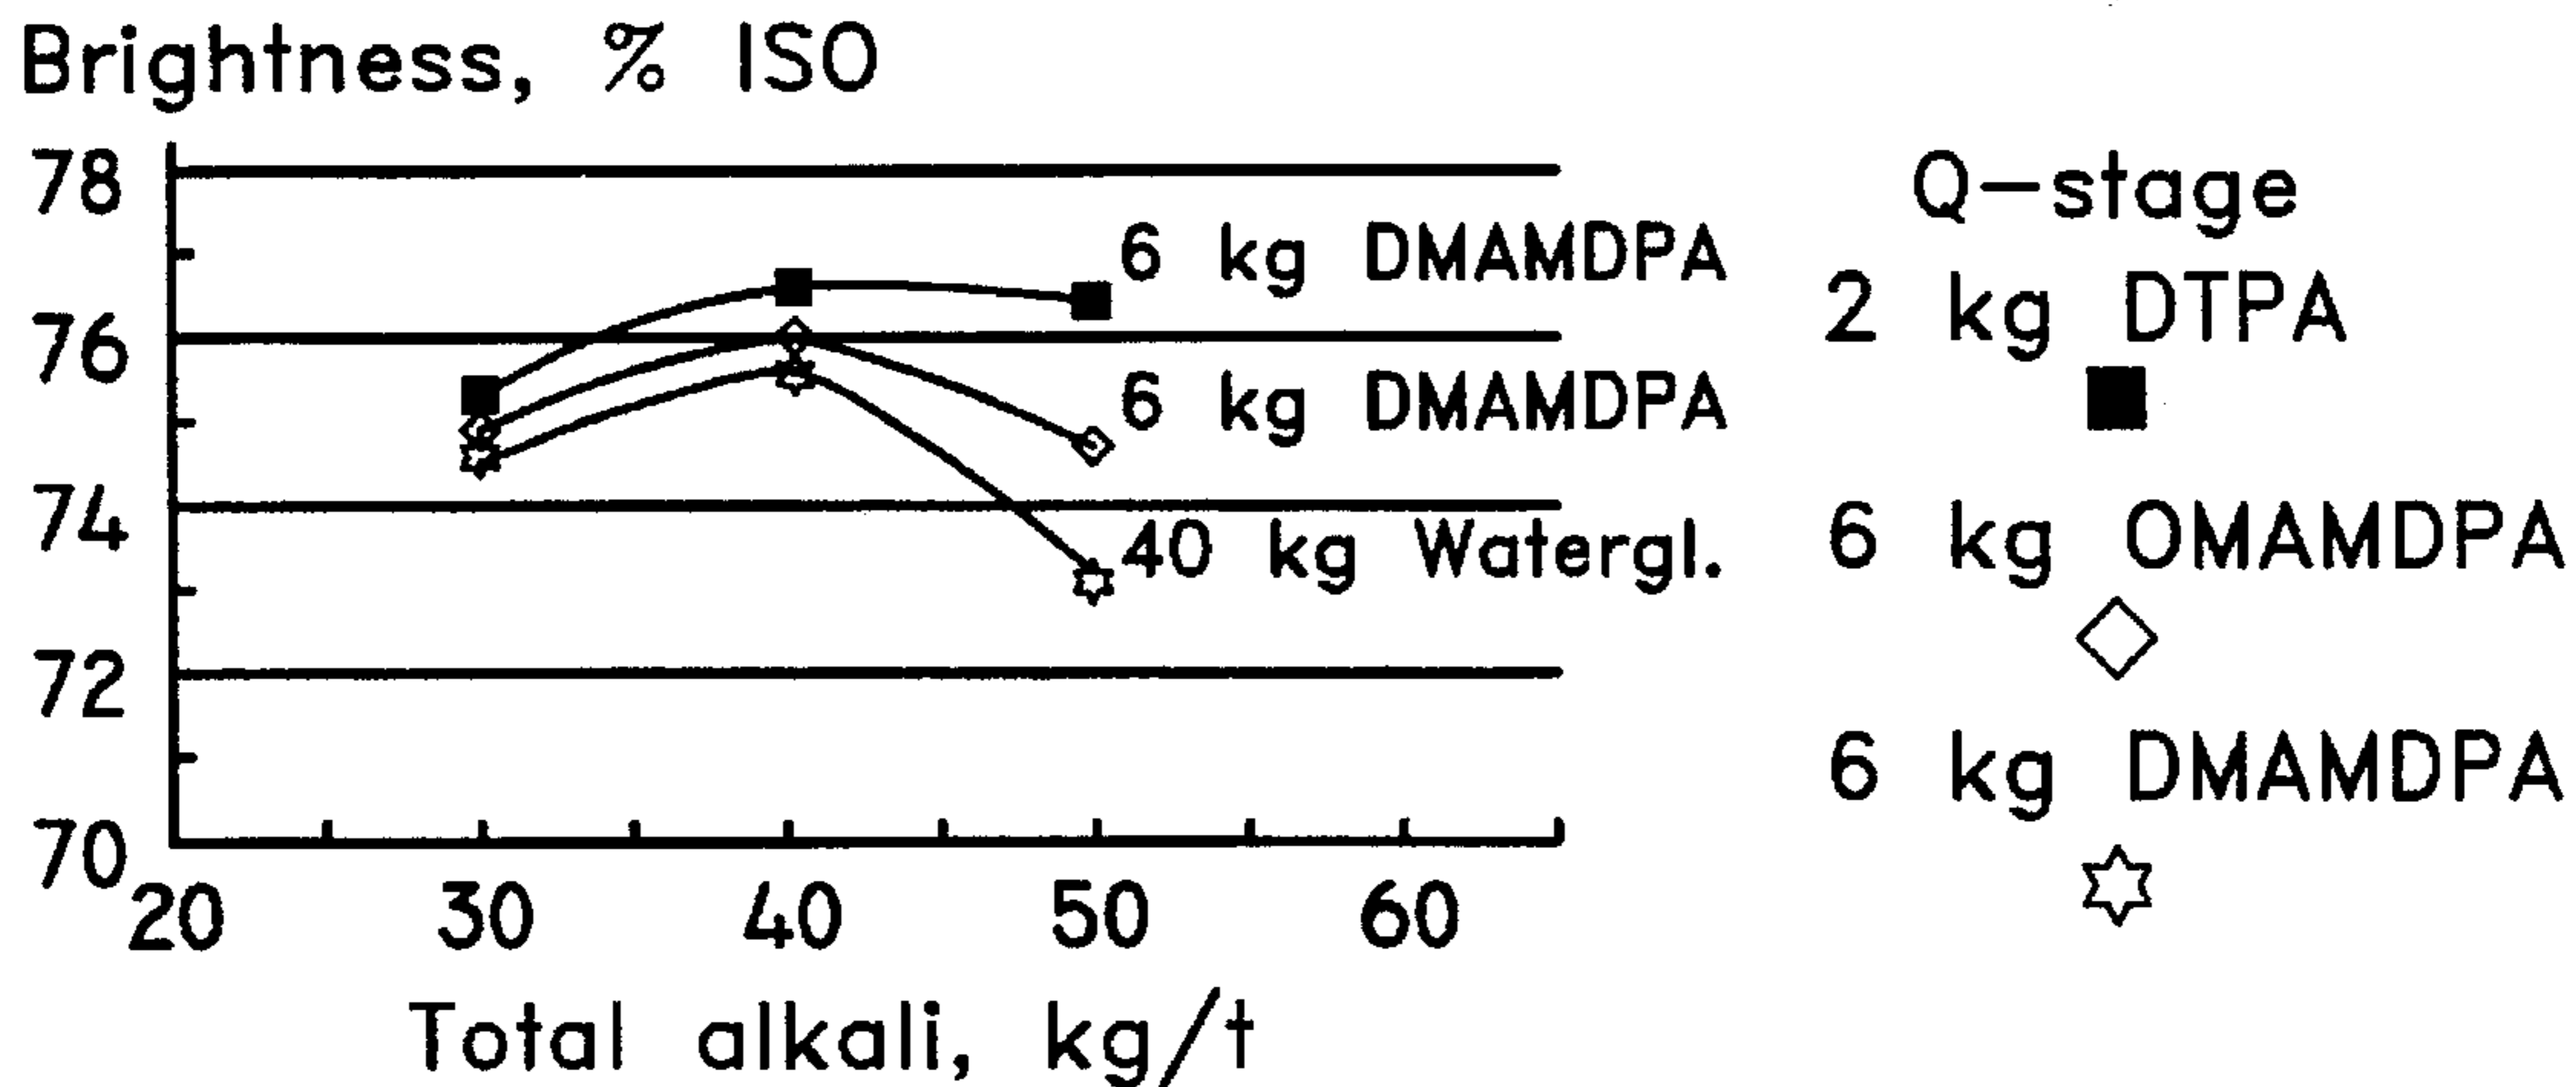 Brightness, % ISO
78
76
74
72
70
20 30 40 50 60
Total alkali, kg/t
6 kg DMAMDPA
6 kg DMAMDPA
40 kg Watergl.
Q-stage
2 kg DTPA
6 kg OMAMDPA
6 kg DMAMDPA